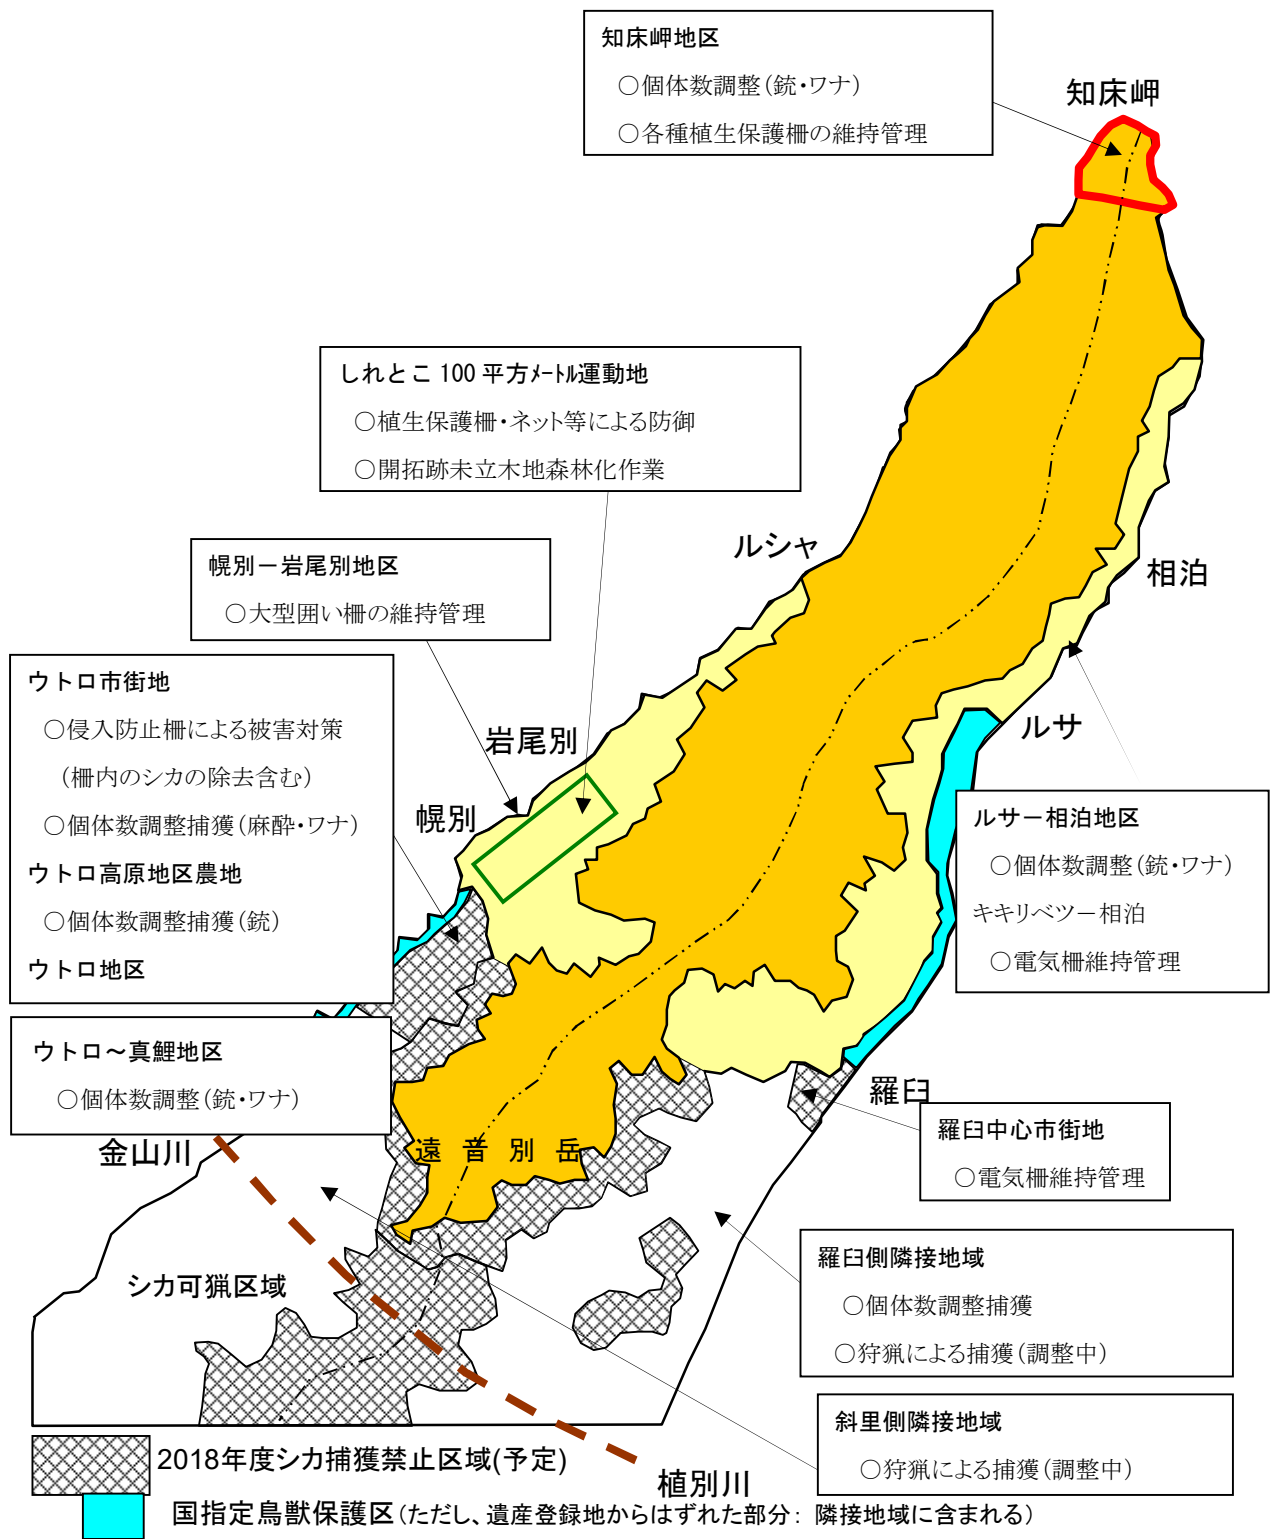 知床岬地区
○個体数調整(銃・ワナ)
○各種植生保護柵の維持管理
知床岬
しれとこ 100 平方メートル運動地
○植生保護柵・ネット等による防御
○開拓跡未立木地森林化作業
ルシャ
相泊
幌別－岩尾別地区
○大型囲い柵の維持管理
ウトロ市街地
○侵入防止柵による被害対策
(柵内のシカの除去含む)
○個体数調整捕獲(麻酔・ワナ)
ウトロ高原地区農地
○個体数調整捕獲(銃)
ウトロ地区
岩尾別
幌別
ルサ
ルサ－相泊地区
○個体数調整(銃・ワナ)
キキリベツ－相泊
○電気柵維持管理
ウトロ～真鯉地区
○個体数調整(銃・ワナ)
金山川
遠音別岳
羅臼
羅臼中心市街地
○電気柵維持管理
羅臼側隣接地域
○個体数調整捕獲
○狩猟による捕獲(調整中)
シカ可猟区域
斜里側隣接地域
○狩猟による捕獲(調整中)
植別川
2018年度シカ捕獲禁止区域(予定)
国指定鳥獣保護区(ただし、遺産登録地からはずれた部分: 隣接地域に含まれる)